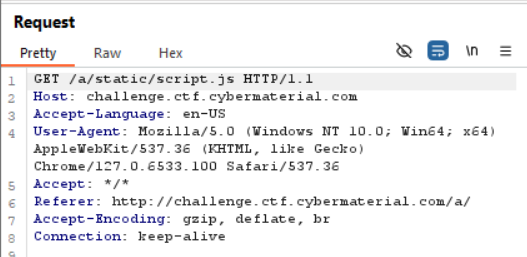 Request
Pretty Raw Hex \n
1 GET /a/static/script.js HTTP/1.1
2 Host: challenge.ctf.cybermaterial.com
3 Accept-Language: en-US
4 User-Agent: Mozilla/5.0 (Windows NT 10.0; Win64; x64)
AppleWebKit/537.36 (KHTML, like Gecko)
Chrome/127.0.6533.100 Safari/537.36
5 Accept: */*
6 Referer: http://challenge.ctf.cybermaterial.com/a/
7 Accept-Encoding: gzip, deflate, br
8 Connection: keep-alive
9